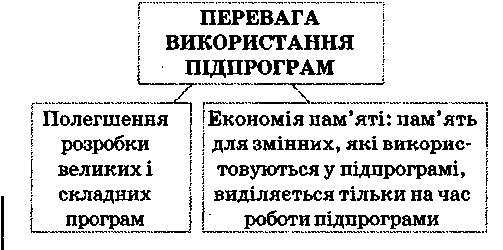 ПЕРЕВАГА
ВИКОРИСТАННЯ
ПІДПРОГРАМ
Полегшення
розробки
великих і
складних
програм
Економія пам'яті: пам'ять
для змінних, які викорис-
товуються у підпрограмі,
виділяється тільки на час
роботи підпрограми